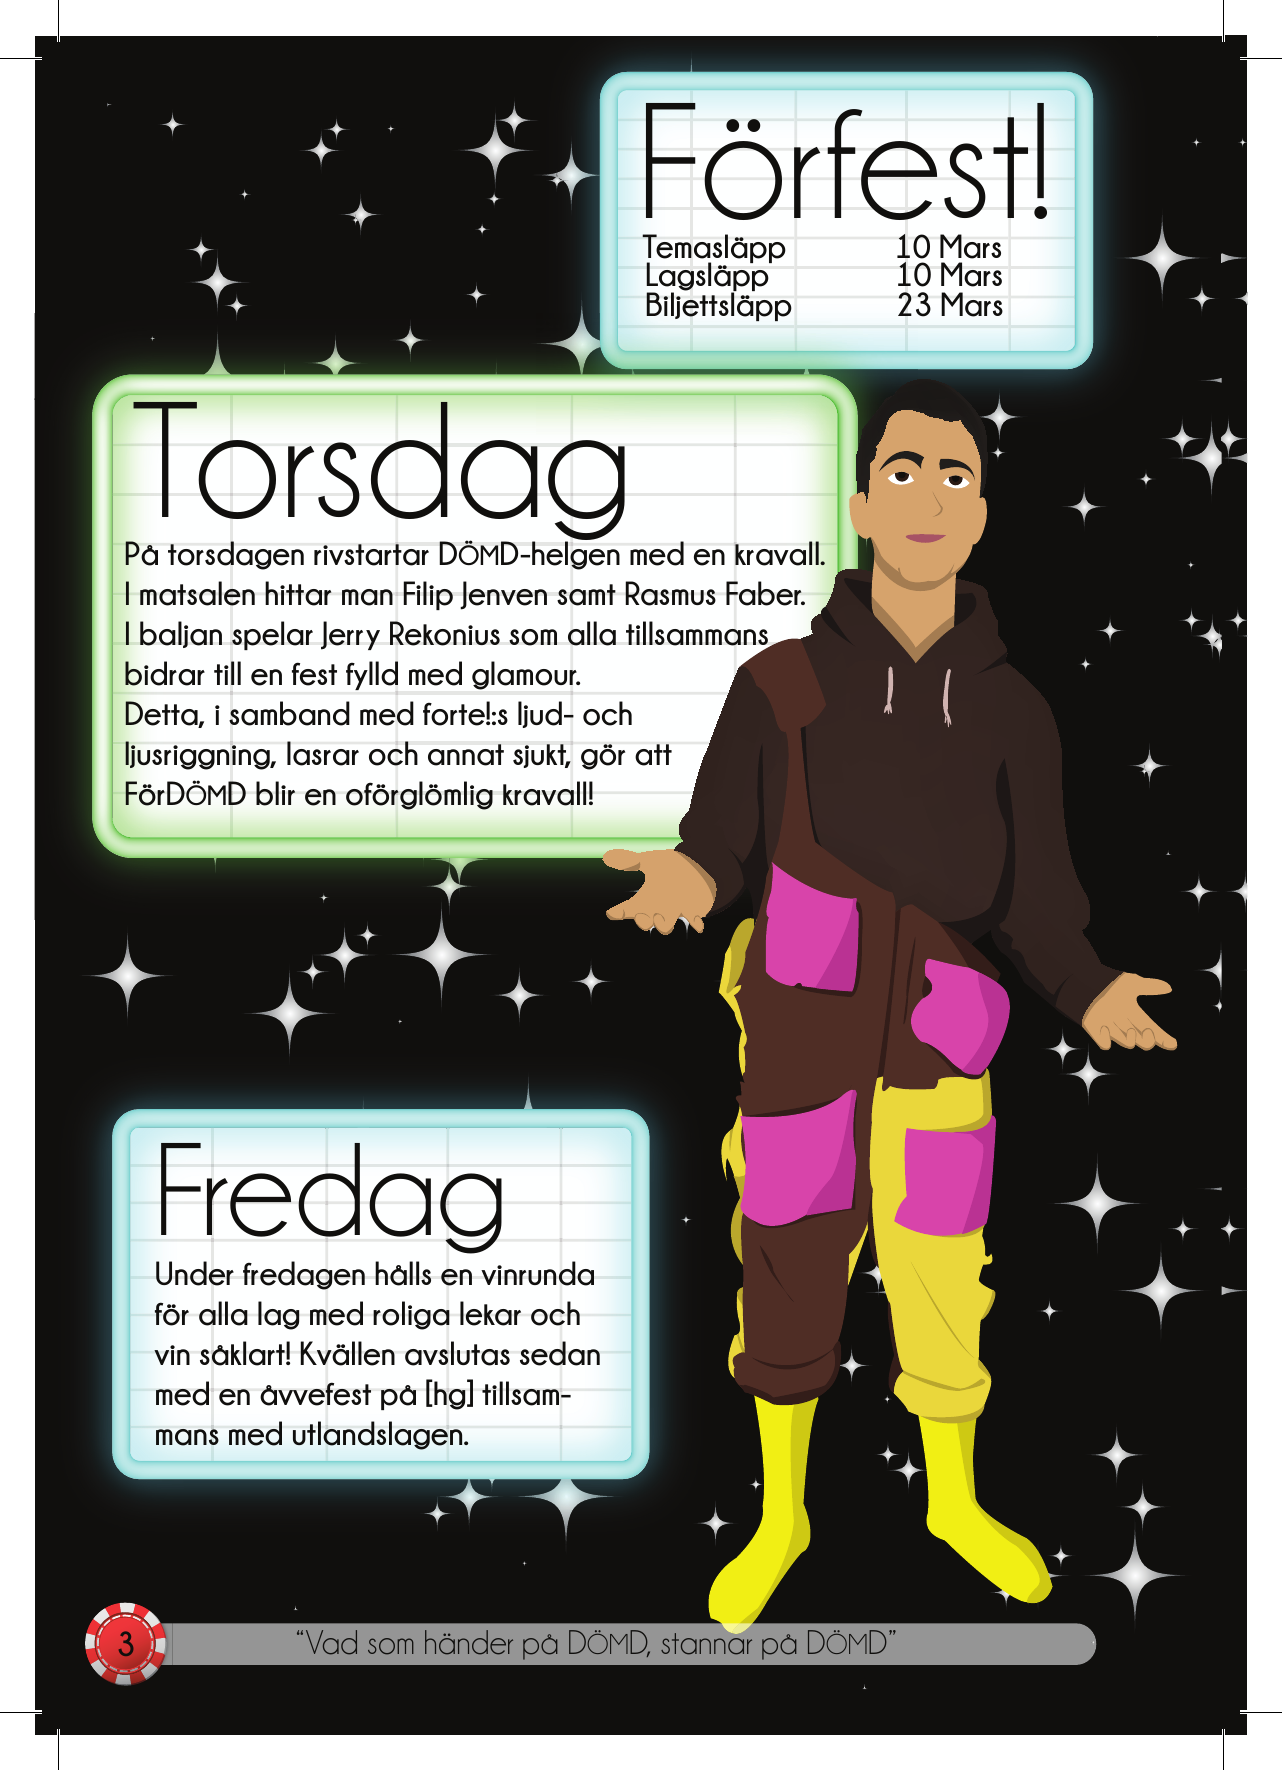 Förfest!
Temasläpp 10 Mars
Lagsläpp 10 Mars
Biljettsläpp 23 Mars
Torsdag
På torsdagen rivstartar DÖMD-helgen med en kravall.
I matsalen hittar man Filip Jenven samt Rasmus Faber.
I baljan spelar Jerry Rekonius som alla tillsammans
bidrar till en fest fylld med glamour.
Detta, i samband med forte!:s ljud- och
ljusriggning, lasrar och annat sjukt, gör att
FörDÖMD blir en oförglömlig kravall!
Fredag
Under fredagen hålls en vinrunda
för alla lag med roliga lekar och
vin såklart! Kvällen avslutas sedan
med en åvvefest på [hg] tillsam-
mans med utlandslagen.
3
“Vad som händer på DÖMD, stannar på DÖMD”